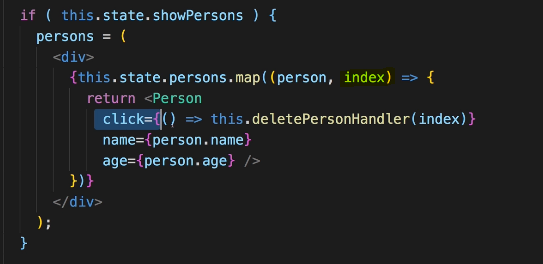 if ( this.state.showPersons ) {
persons = (
<div>
{this.state.persons.map((person, index) => {
return <Person
click={() => this.deletePersonHandler(index)}
name={person.name}
age={person.age} />
})}
</div>
);
}